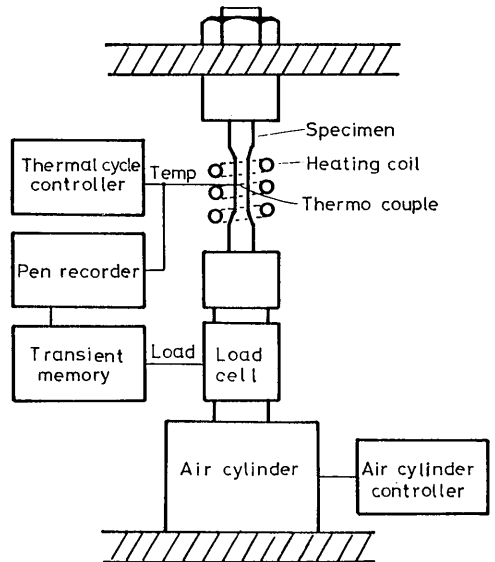 Specimen
Thermal cycle
controller
Temp
Heating coil
Thermo couple
Pen recorder
Transient
memory
Load
Load
cell
Air cylinder
Air cylinder
controller